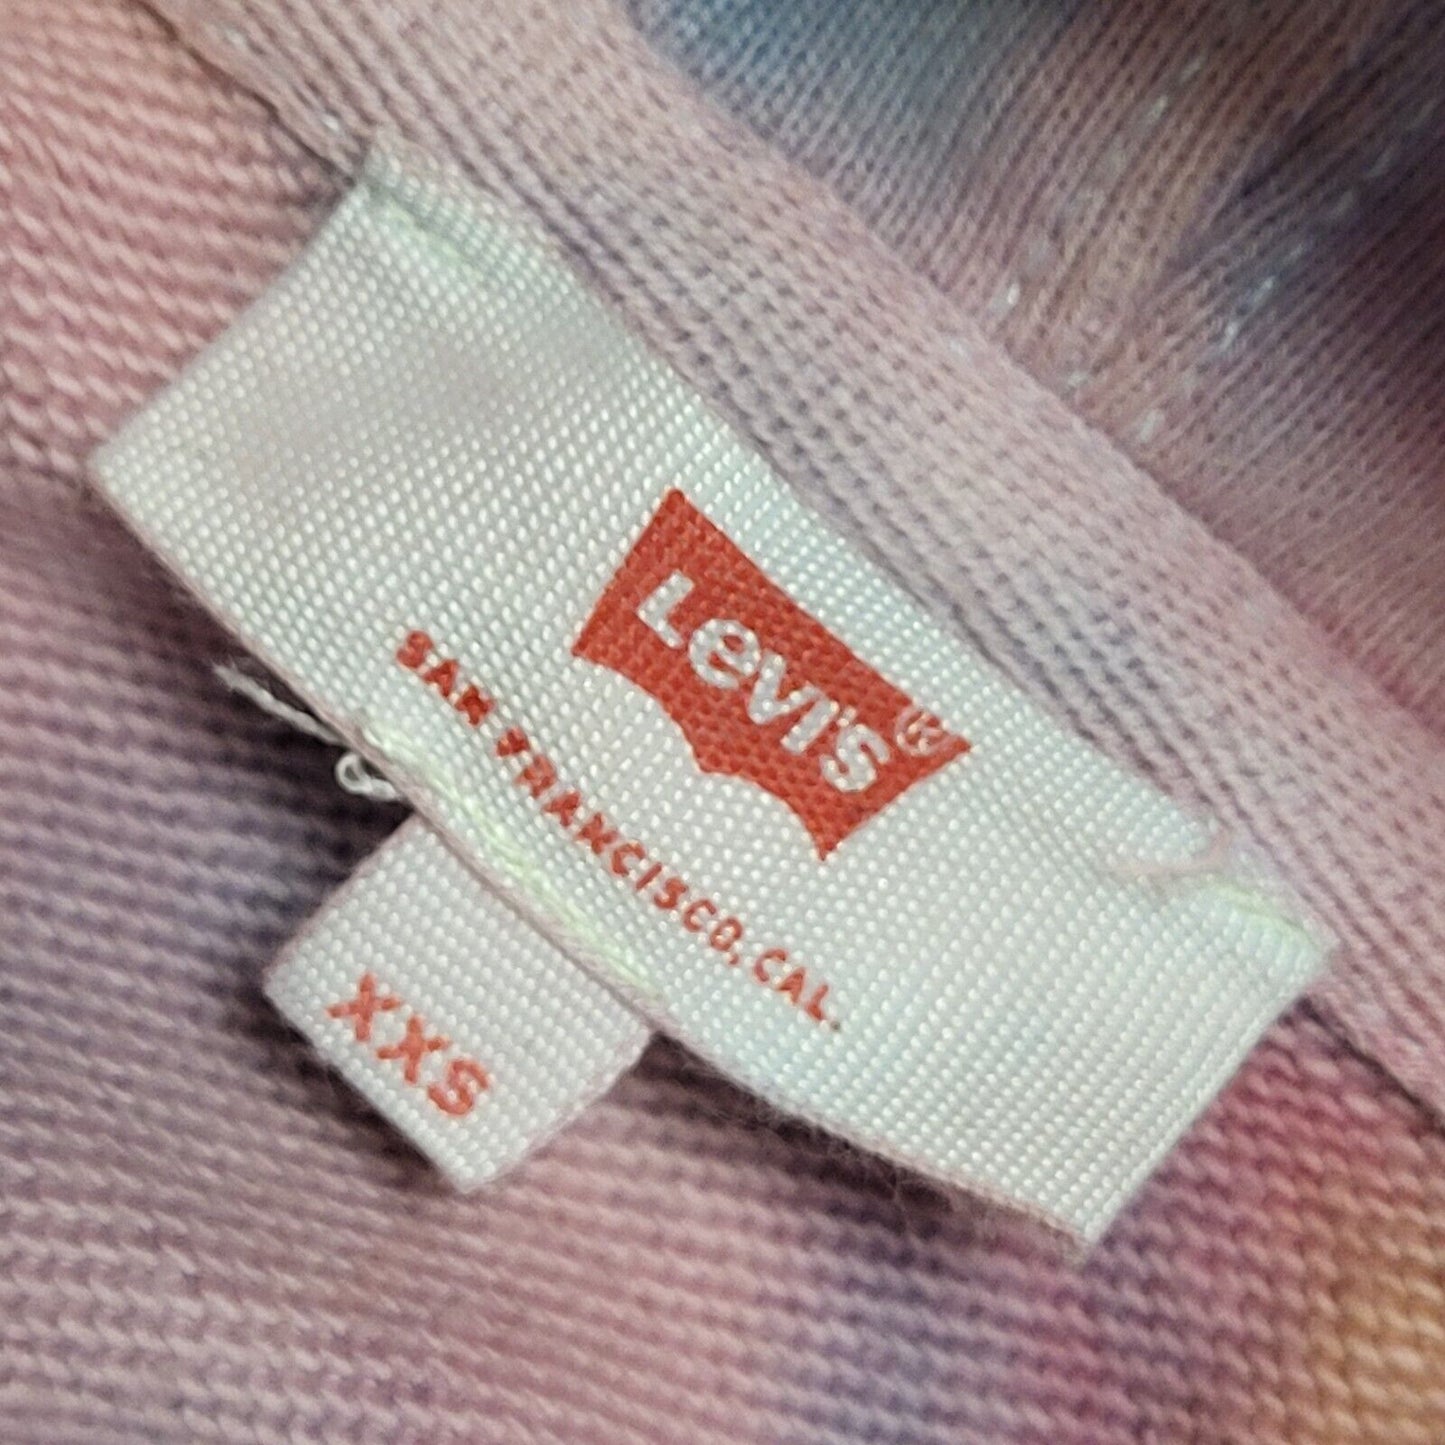 Levi's®
SAN FRANCISCO, CAL.
XXS